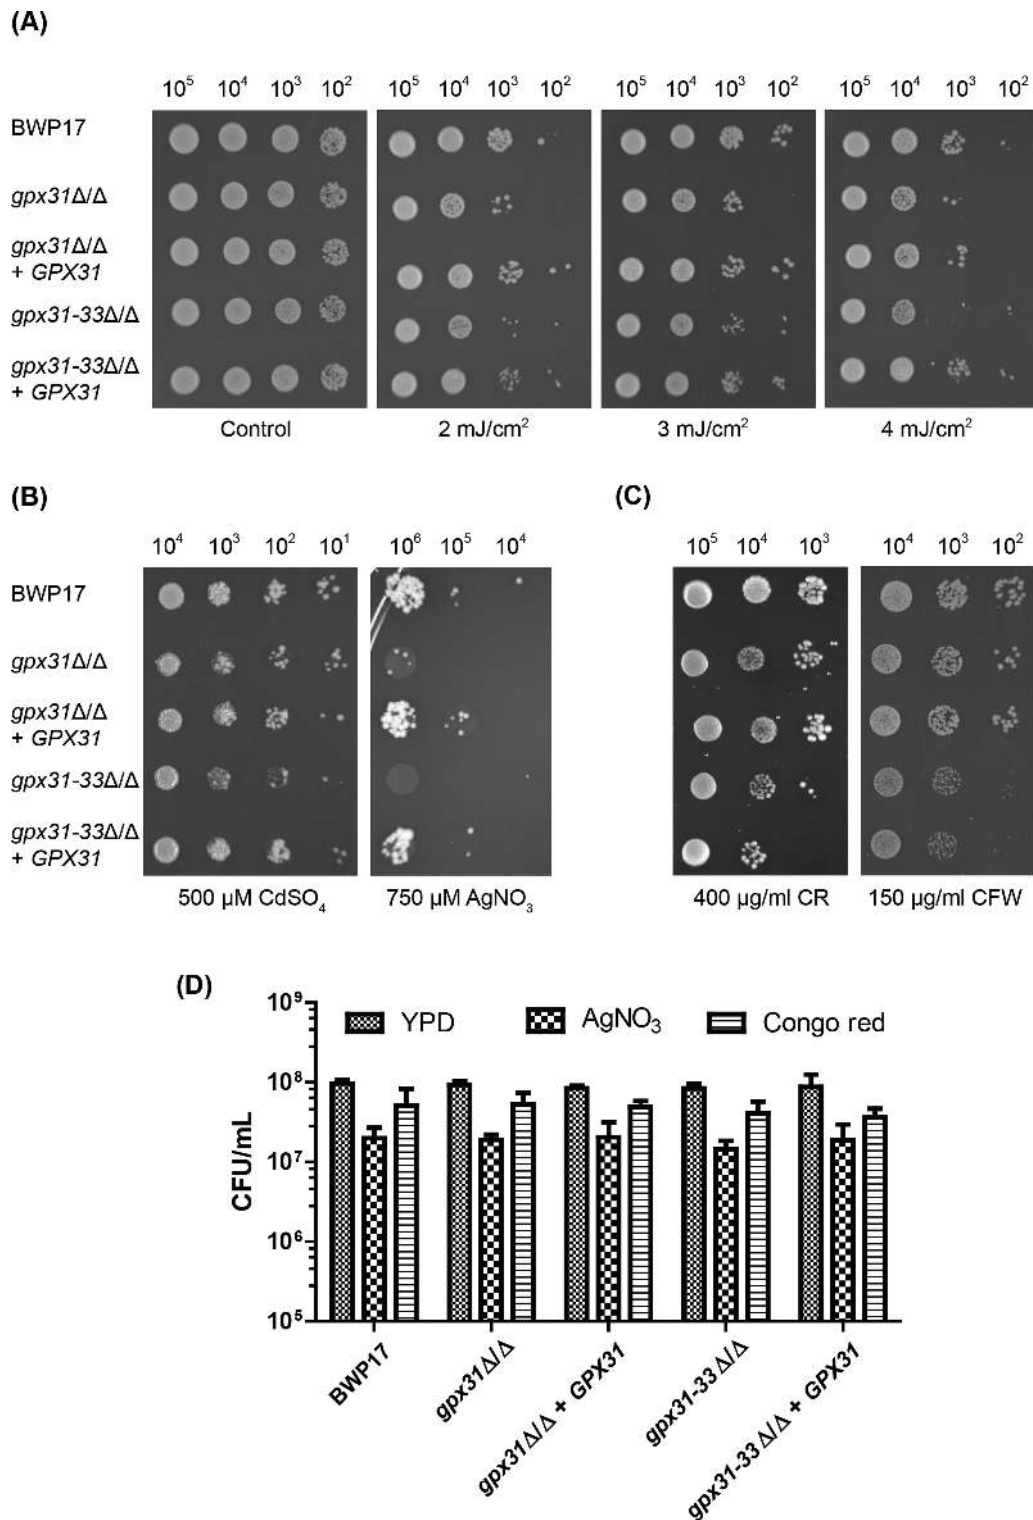 (A)
10⁵ 10⁴ 10³ 10² 10⁵ 10⁴ 10³ 10² 10⁵ 10⁴ 10³ 10² 10⁵ 10⁴ 10³ 10²
BWP17
gpx31Δ/Δ
gpx31Δ/Δ
+ GPX31
gpx31-33Δ/Δ
gpx31-33Δ/Δ
+ GPX31
Control 2 mJ/cm² 3 mJ/cm² 4 mJ/cm²
(B)
10⁴ 10³ 10² 10¹ 10⁶ 10⁵ 10⁴
BWP17
gpx31Δ/Δ
gpx31Δ/Δ
+ GPX31
gpx31-33Δ/Δ
gpx31-33Δ/Δ
+ GPX31
500 µM CdSO₄ 750 µM AgNO₃
(C)
10⁵ 10⁴ 10³ 10⁴ 10³ 10²
400 µg/ml CR 150 µg/ml CFW
(D)
YPD AgNO₃ Congo red
CFU/mL
10⁹
10⁸
10⁷
10⁶
10⁵
BWP17
gpx31Δ/Δ
gpx31Δ/Δ + GPX31
gpx31-33Δ/Δ
gpx31-33Δ/Δ + GPX31